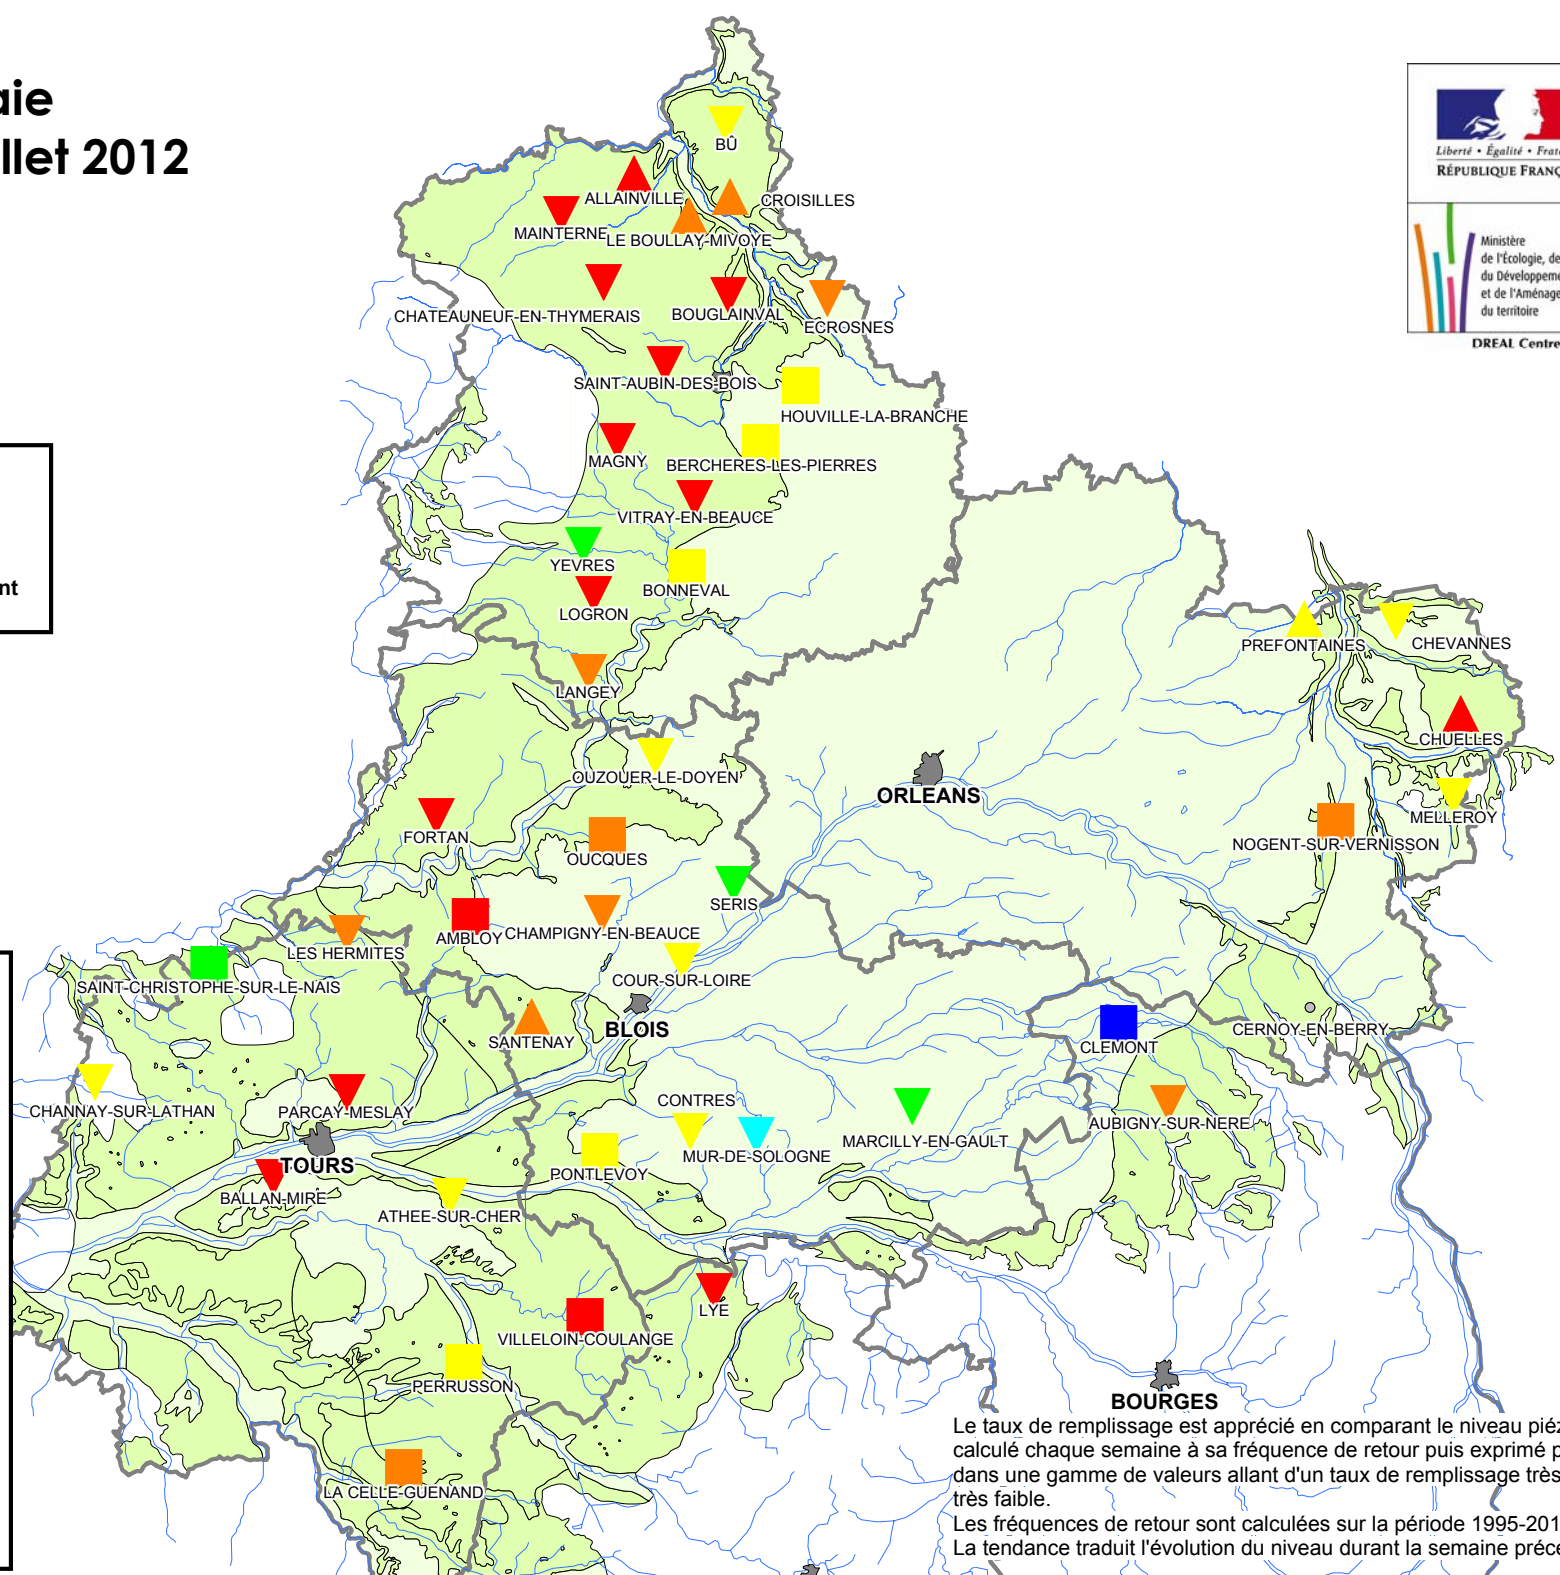 aie
illet 2012
Liberté • Égalité • Frate
RÉPUBLIQUE FRANÇ
Ministère
de l'Écologie, de
du Développeme
et de l'Aménage
du territoire
DREAL Centre
nt
BÛ
ALLAINVILLE
CROISILLES
MAINTERNE
LE BOULLAY-MIVOYE
CHATEAUNEUF-EN-THYMERAIS
BOUGLAINVAL
ECROSNES
SAINT-AUBIN-DES-BOIS
HOUVILLE-LA-BRANCHE
MAGNY
BERCHERES-LES-PIERRES
VITRAY-EN-BEAUCE
YEVRES
BONNEVAL
LOGRON
PREFONTAINES
CHEVANNES
LANGEY
CHUELLES
OUZOUER-LE-DOYEN
ORLEANS
MELLEROY
FORTAN
NOGENT-SUR-VERNISSON
OUCQUES
SERIS
AMBLOY
CHAMPIGNY-EN-BEAUCE
LES HERMITES
COUR-SUR-LOIRE
SAINT-CHRISTOPHE-SUR-LE-NAIS
BLOIS
CERNOY-EN-BERRY
SANTENAY
CLEMONT
CONTRES
CHANNAY-SUR-LATHAN
PARCAY-MESLAY
AUBIGNY-SUR-NERE
MARCILLY-EN-GAULT
MUR-DE-SOLOGNE
TOURS
PONTLEVOY
BALLAN-MIRE
ATHEE-SUR-CHER
LYE
VILLELOIN-COULANGE
PERRUSSON
BOURGES
LA CELLE-GUENAND
Le taux de remplissage est apprécié en comparant le niveau piéz
calculé chaque semaine à sa fréquence de retour puis exprimé p
dans une gamme de valeurs allant d'un taux de remplissage très
très faible.
Les fréquences de retour sont calculées sur la période 1995-201
La tendance traduit l'évolution du niveau durant la semaine préce